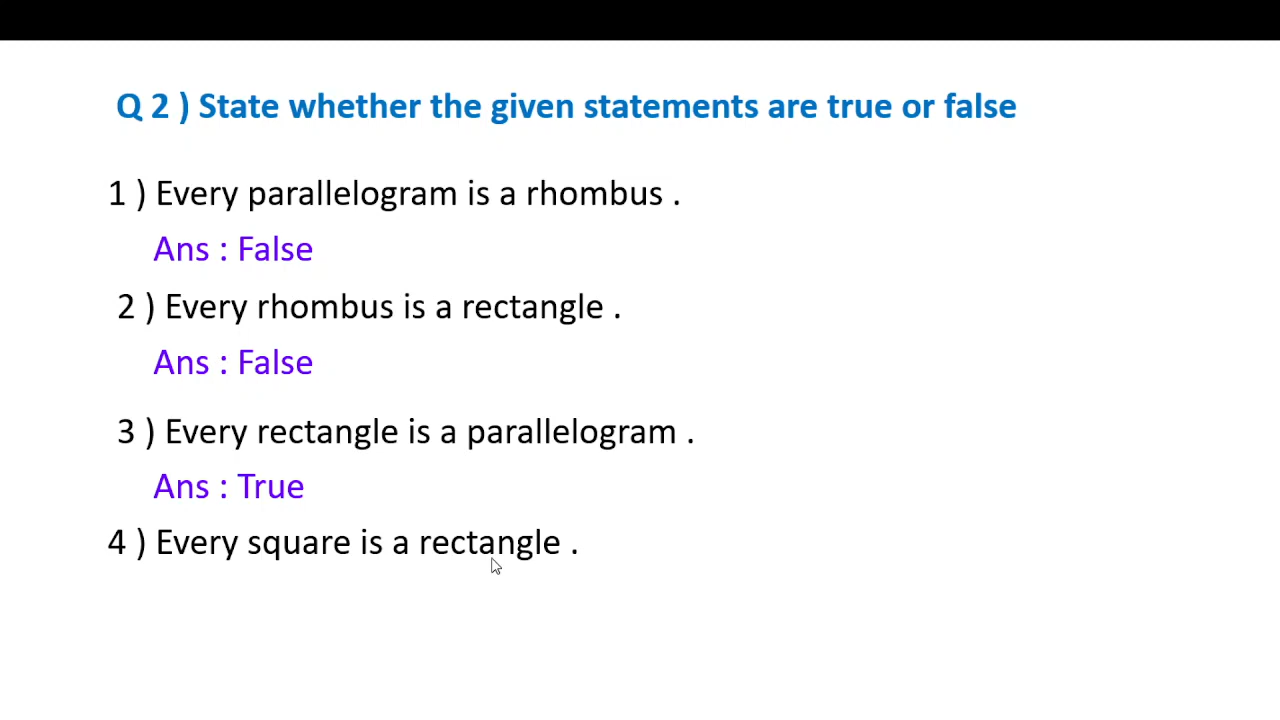 Q 2 ) State whether the given statements are true or false
1 ) Every parallelogram is a rhombus .
Ans : False
2 ) Every rhombus is a rectangle .
Ans : False
3 ) Every rectangle is a parallelogram .
Ans : True
4 ) Every square is a rectangle .